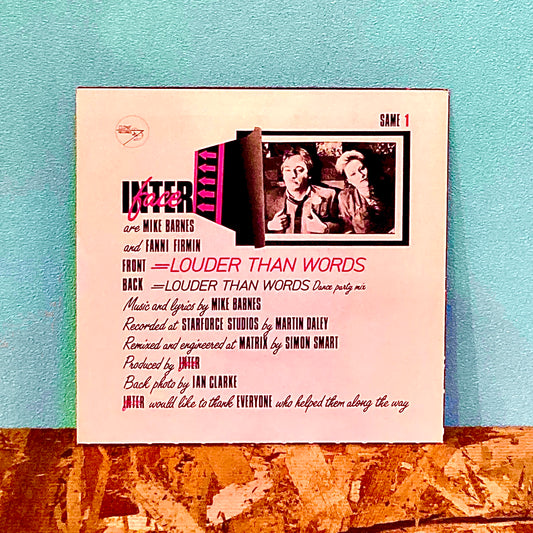 SAME 1
INTER
face
are MIKE BARNES
and FANNI FIRMIN
FRONT LOUDER THAN WORDS
BACK LOUDER THAN WORDS Dance party mix
Music and lyrics by MIKE BARNES
Recorded at STARFORCE STUDIOS by MARTIN DALEY
Remixed and engineered at MATRIX by SIMON SMART
Produced by INTER
Back photo by IAN CLARKE
INTER would like to thank EVERYONE who helped them along the way